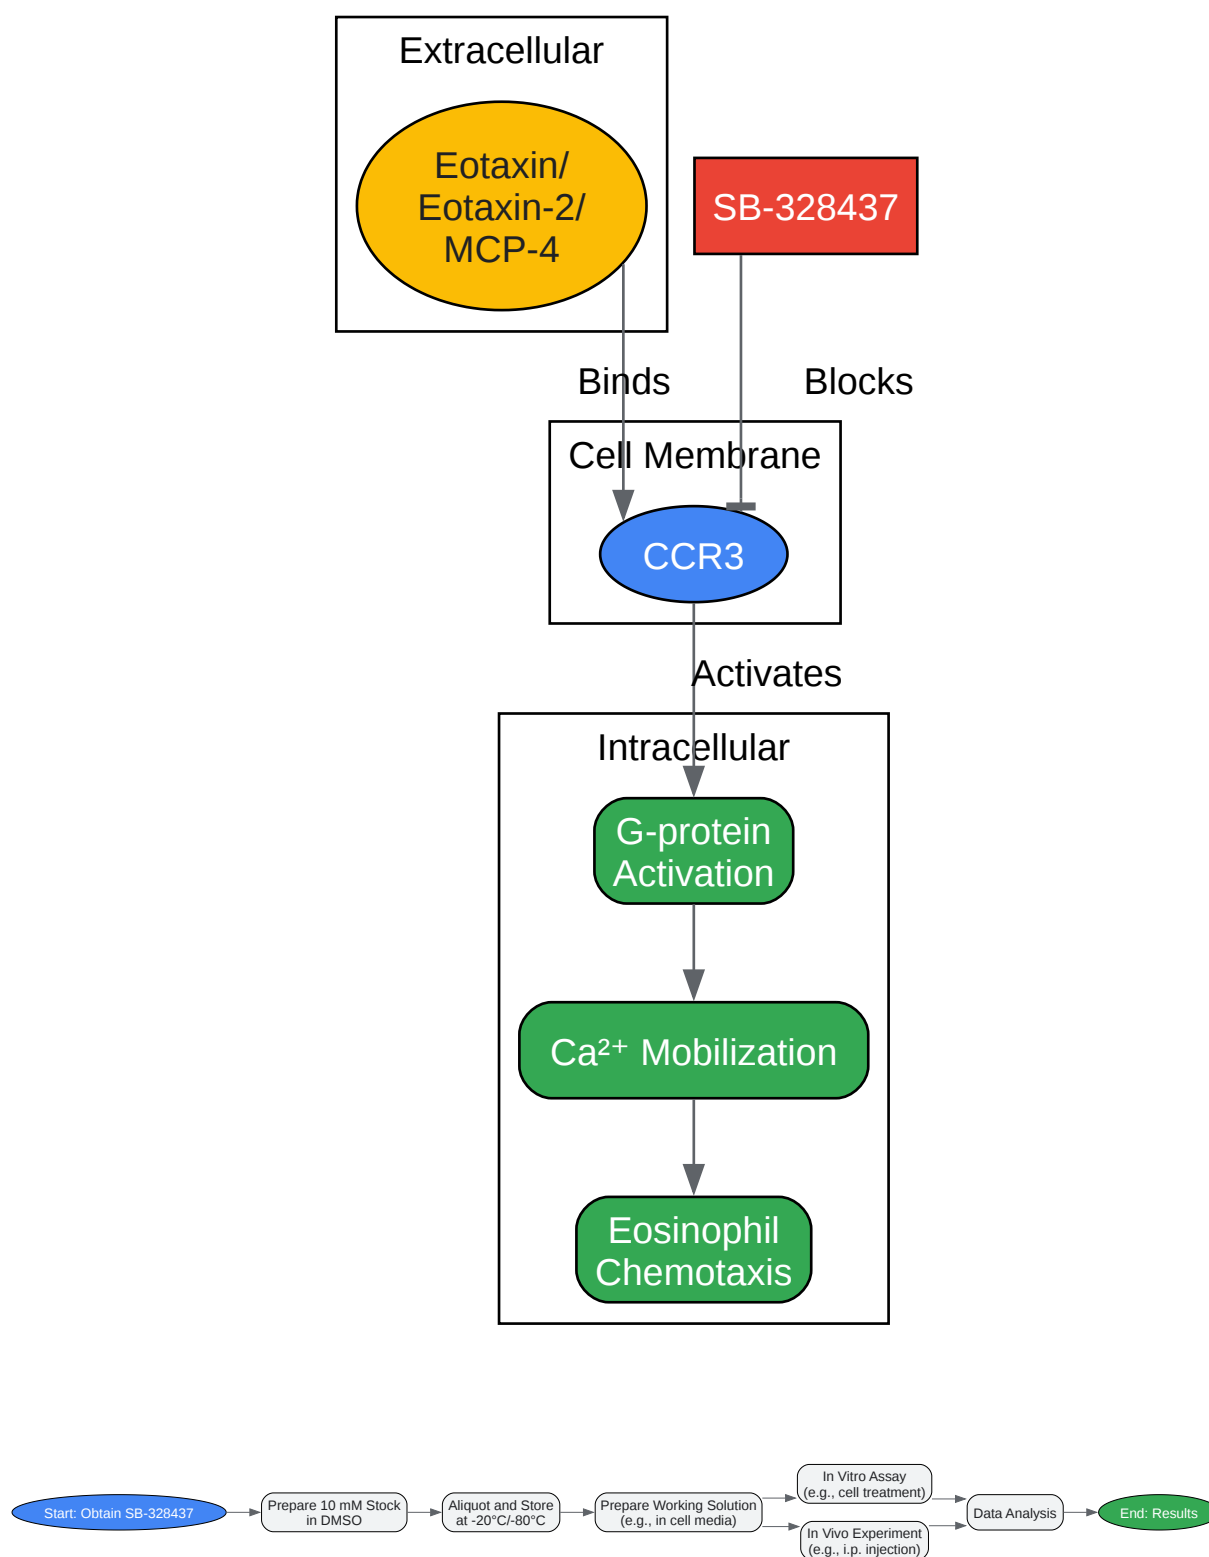 Extracellular
Eotaxin/
Eotaxin-2/
MCP-4
SB-328437
Binds
Blocks
Cell Membrane
CCR3
Activates
Intracellular
G-protein
Activation
Ca²⁺ Mobilization
Eosinophil
Chemotaxis
Start: Obtain SB-328437
Prepare 10 mM Stock
in DMSO
Aliquot and Store
at -20°C/-80°C
Prepare Working Solution
(e.g., in cell media)
In Vitro Assay
(e.g., cell treatment)
In Vivo Experiment
(e.g., i.p. injection)
Data Analysis
End: Results